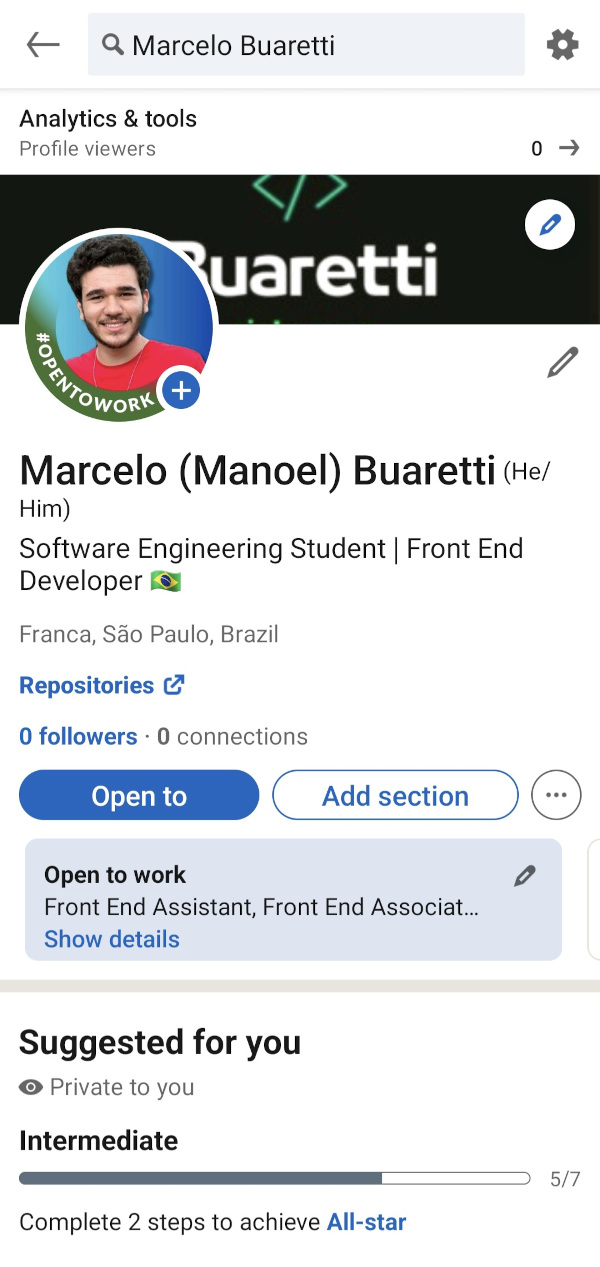 Marcelo Buaretti
Analytics & tools
Profile viewers
0
</>
Buaretti
#OPENTOWORK
Marcelo (Manoel) Buaretti (He/
Him)
Software Engineering Student | Front End
Developer 🇧🇷
Franca, São Paulo, Brazil
Repositories
0 followers · 0 connections
Open to
Add section
Open to work
Front End Assistant, Front End Associat...
Show details
Suggested for you
Private to you
Intermediate
5/7
Complete 2 steps to achieve All-star